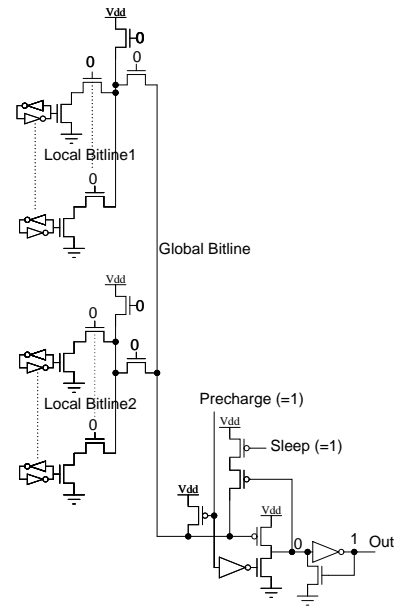 Vdd
0
0
0
Local Bitline1
0
Global Bitline
Vdd
0
0
0
Local Bitline2
0
Precharge (=1)
Vdd
Sleep (=1)
Vdd
Vdd
0
1
Out